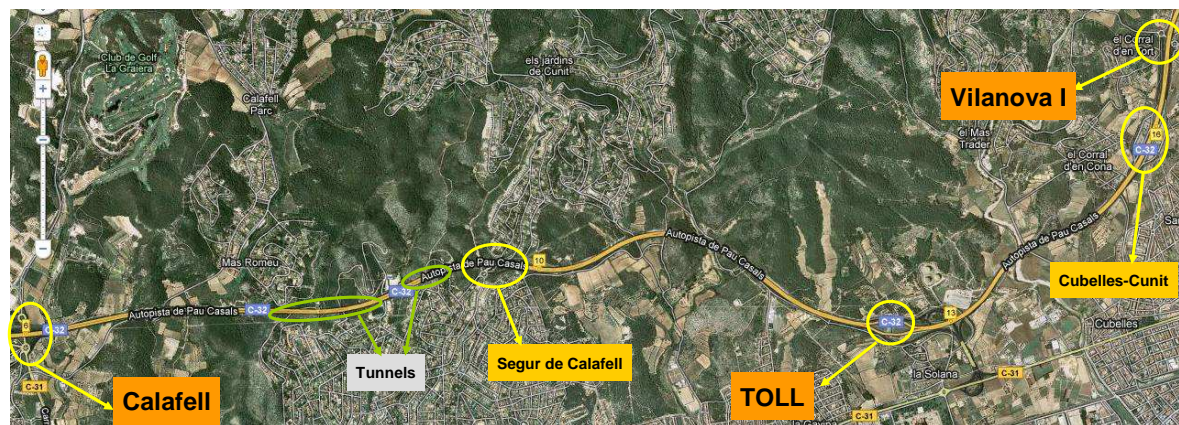 Club de Golf
La Graiera
Calafell
Parc
els jardins
de Cunit
el Corral
d'en Tort
Vilanova I
16
C-32
el Mas
Trader
el Corral
d'en Cona
Autopista de Pau Casals
Autopista de Pau Casals
Mas Romeu
Autopista de Pau Casals
10
C-32
Cubelles-Cunit
C-32
Autopista de Pau Casals
6
C-32
C-32
13
Cubelles
C-31
Calafell
Tunnels
Segur de Calafell
TOLL
la Solana
C-31
C-31